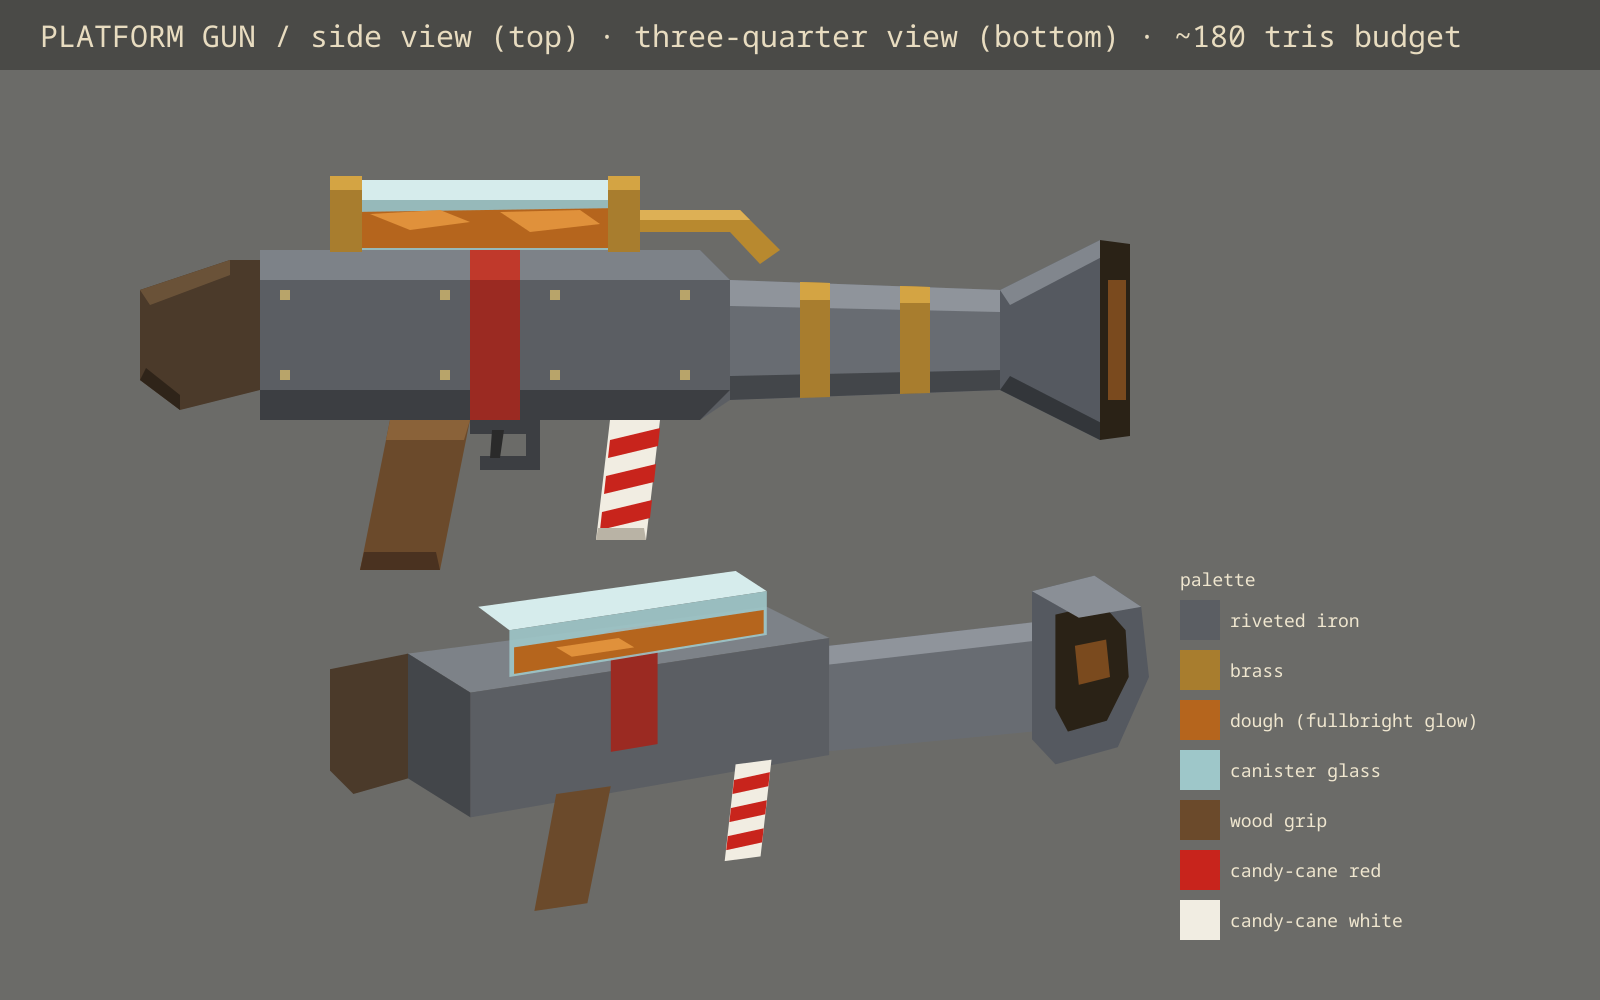 PLATFORM GUN / side view (top) · three-quarter view (bottom) · ~180 tris budget
palette
riveted iron
brass
dough (fullbright glow)
canister glass
wood grip
candy-cane red
candy-cane white